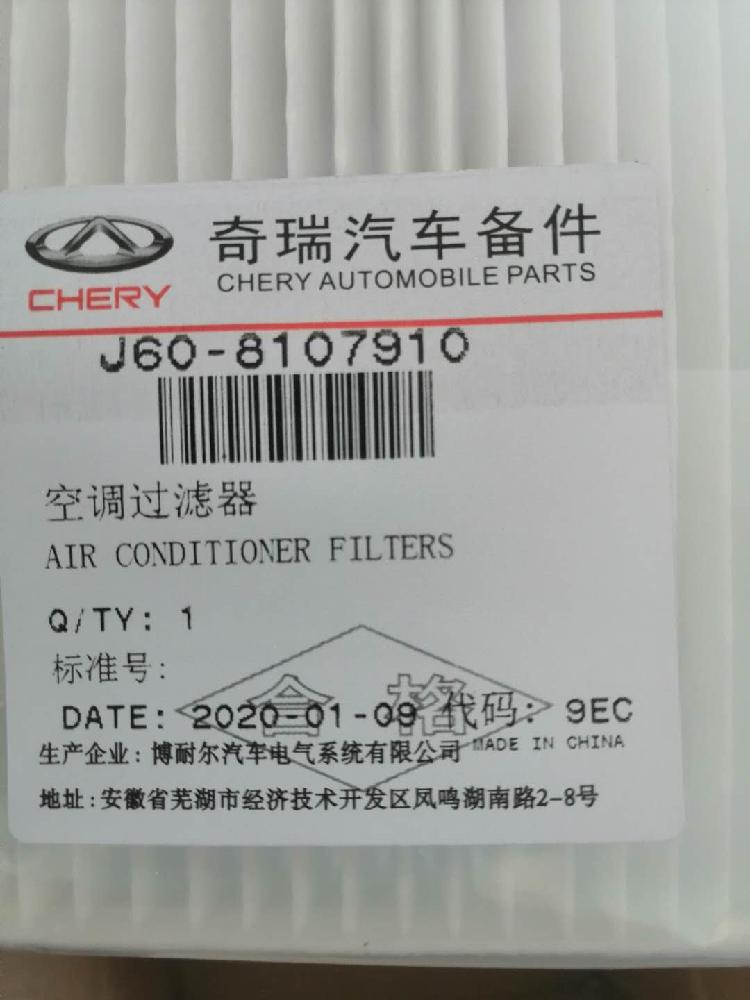 奇瑞汽车备件
CHERY
CHERY AUTOMOBILE PARTS
J60-8107910
空调过滤器
AIR CONDITIONER FILTERS
Q/TY: 1
标准号:
合格
DATE: 2020-01-09 代码: 9EC
生产企业: 博耐尔汽车电气系统有限公司 MADE IN CHINA
地址:安徽省芜湖市经济技术开发区凤鸣湖南路2-8号